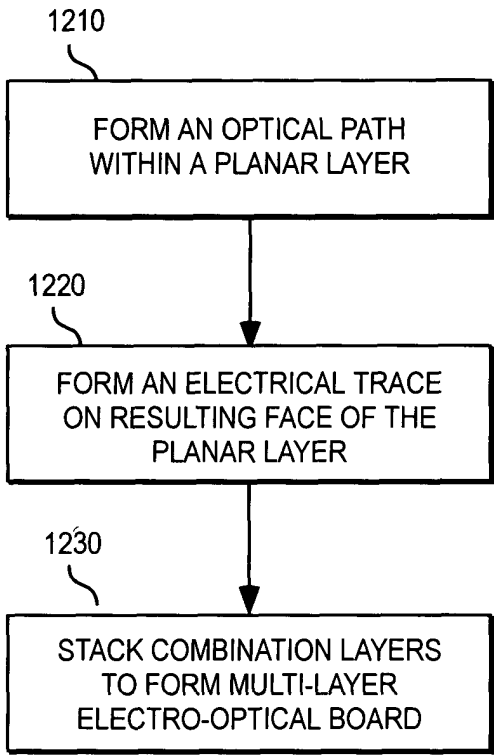 1210
FORM AN OPTICAL PATH
WITHIN A PLANAR LAYER
1220
FORM AN ELECTRICAL TRACE
ON RESULTING FACE OF THE
PLANAR LAYER
1230
STACK COMBINATION LAYERS
TO FORM MULTI-LAYER
ELECTRO-OPTICAL BOARD